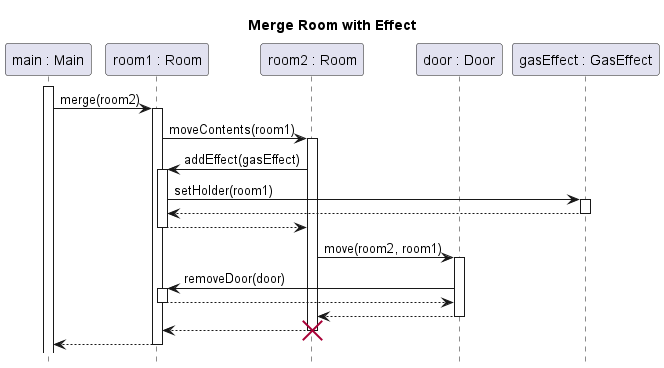 Merge Room with Effect
main : Main
room1 : Room
room2 : Room
door : Door
gasEffect : GasEffect
merge(room2)
moveContents(room1)
addEffect(gasEffect)
setHolder(room1)
move(room2, room1)
removeDoor(door)